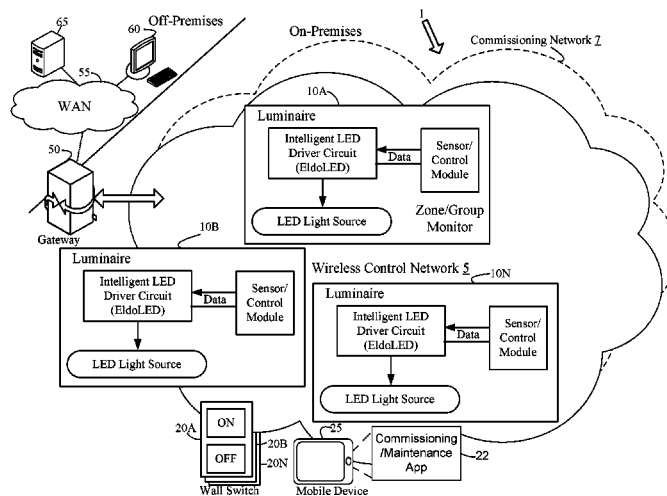 65
60
Off-Premises
On-Premises
1
Commissioning Network 7
55
WAN
50
Gateway
10A
Luminaire
Intelligent LED
Driver Circuit
(EldoLED)
Data
Sensor/
Control
Module
LED Light Source
Zone/Group
Monitor
10B
Luminaire
Intelligent LED
Driver Circuit
(EldoLED)
Data
Sensor/
Control
Module
LED Light Source
Wireless Control Network 5
10N
Luminaire
Intelligent LED
Driver Circuit
(EldoLED)
Data
Sensor/
Control
Module
LED Light Source
20A
ON
OFF
20B
20N
Wall Switch
25
Mobile Device
Commissioning
/Maintenance
App
22